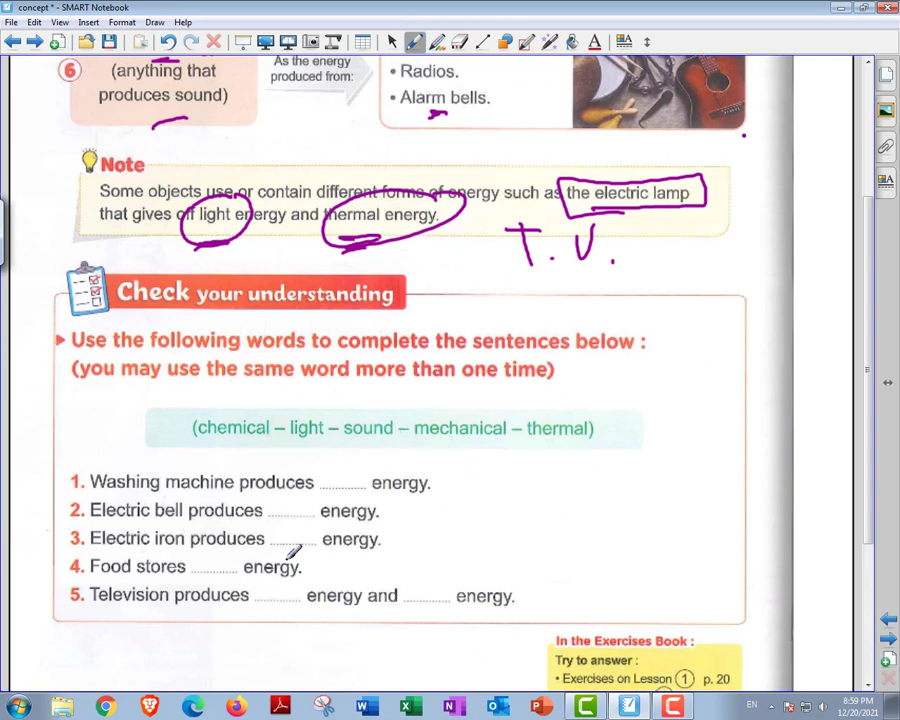 concept * - SMART Notebook
File Edit View Insert Format Draw Help
6
(anything that
produces sound)
As the energy
produced from:
• Radios.
• Alarm bells.
Note
Some objects use or contain different forms of energy such as the electric lamp
that gives off light energy and thermal energy.
T.V.
Check your understanding
Use the following words to complete the sentences below :
(you may use the same word more than one time)
(chemical – light – sound – mechanical – thermal)
1. Washing machine produces ............ energy.
2. Electric bell produces ............ energy.
3. Electric iron produces ............ energy.
4. Food stores ............ energy.
5. Television produces ............ energy and ............ energy.
In the Exercises Book :
Try to answer :
• Exercises on Lesson 1 p. 20
EN
8:59 PM
12/20/2021